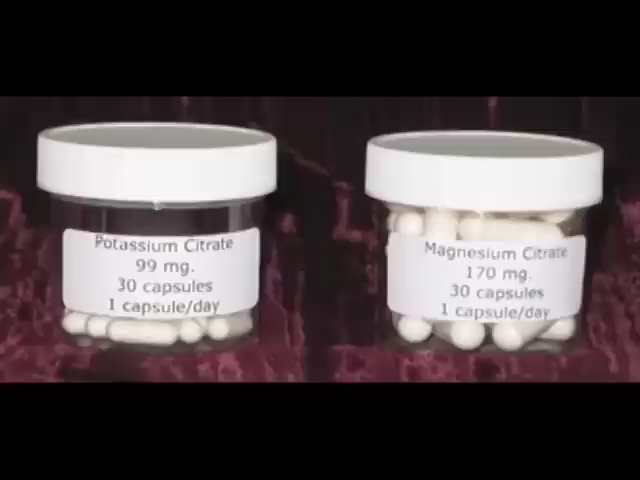 Potassium Citrate
99 mg.
30 capsules
1 capsule/day
Magnesium Citrate
170 mg.
30 capsules
1 capsule/day